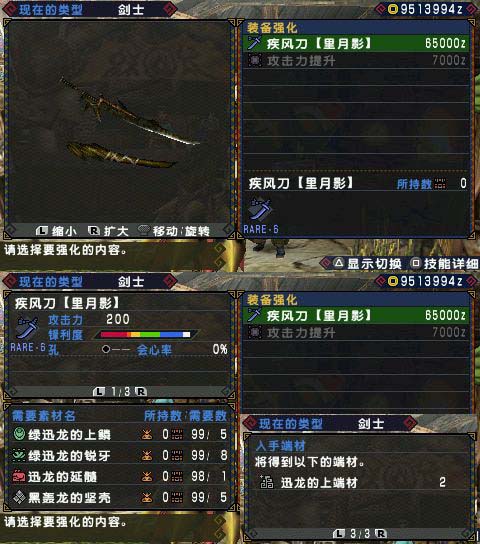 现在的类型 剑士
9513994z
装备强化
疾风刀【里月影】 65000z
攻击力提升 7000z
疾风刀【里月影】 所持数 0
RARE-6
L 缩小 R 扩大 移动/旋转
请选择要强化的内容。
△显示切换 □技能详细
现在的类型 剑士
9513994z
疾风刀【里月影】
攻击力 200
锋利度
RARE-6 孔 ●－－ 会心率 0%
L 1/3 R
装备强化
疾风刀【里月影】 65000z
攻击力提升 7000z
需要素材名 所持数/需要数
绿迅龙的上鳞 0 99/ 5
绿迅龙的锐牙 0 99/ 8
迅龙的延髓 0 98/ 1
黑轰龙的坚壳 0 99/ 5
请选择要强化的内容。
现在的类型 剑士
入手端材
将得到以下的端材。
迅龙的上端材 2
L 3/3 R